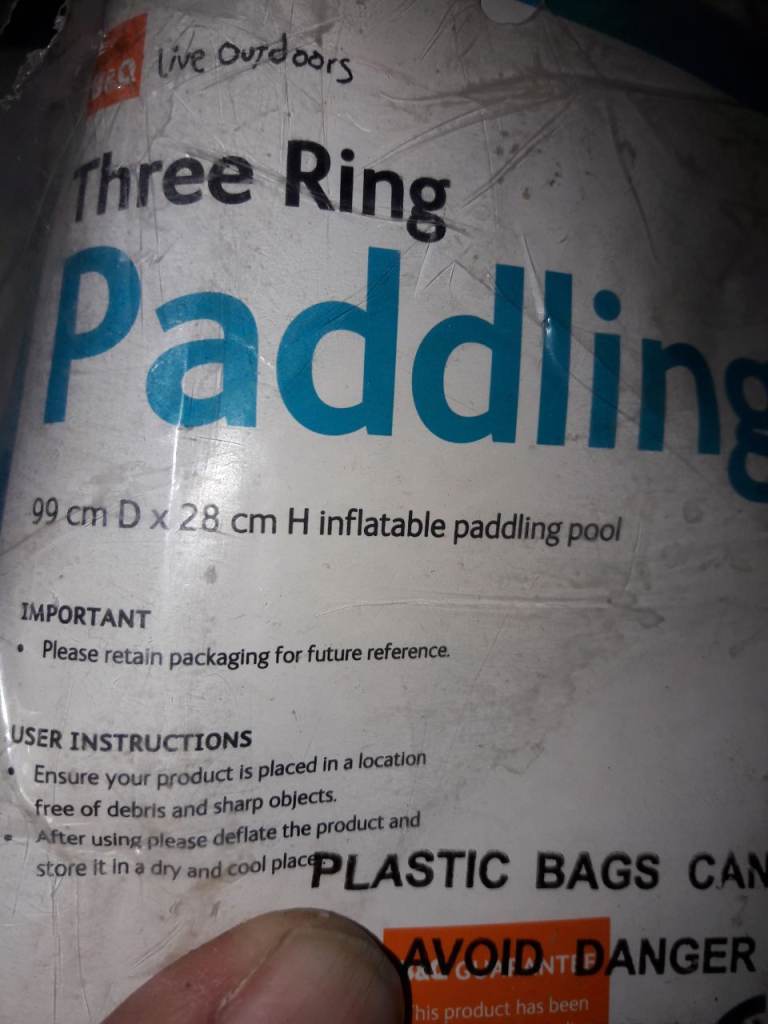 B&Q Live Outdoors
Three Ring
Paddling
99 cm D x 28 cm H inflatable paddling pool
IMPORTANT
• Please retain packaging for future reference.
USER INSTRUCTIONS
• Ensure your product is placed in a location
free of debris and sharp objects.
• After using please deflate the product and
store it in a dry and cool place.
PLASTIC BAGS CAN
AVOID DANGER
B&Q GUARANTEE
his product has been